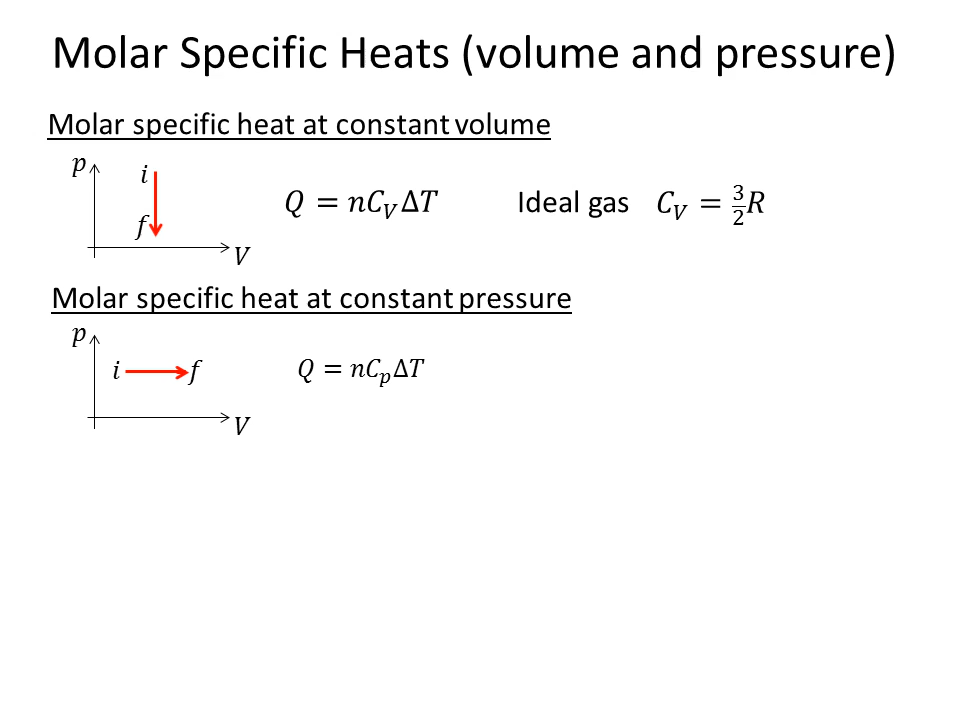 Molar Specific Heats (volume and pressure)
Molar specific heat at constant volume
p
i
f
V
Q = nC_V ΔT
Ideal gas C_V = 3/2 R
Molar specific heat at constant pressure
p
i f
V
Q = nC_p ΔT